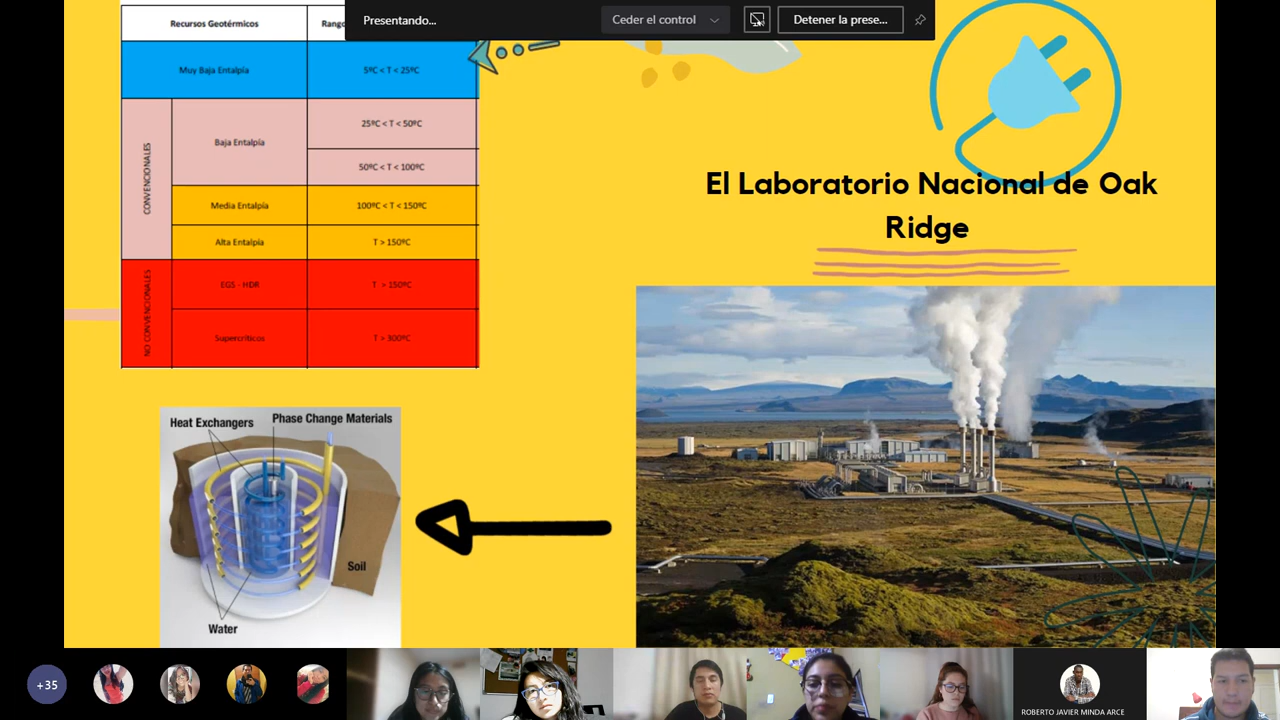 Presentando...
Ceder el control
Detener la prese...
Recursos Geotérmicos
Muy Baja Entalpía
5ºC < T < 25ºC
CONVENCIONALES
Baja Entalpía
25ºC < T < 50ºC
50ºC < T < 100ºC
Media Entalpía
100ºC < T < 150ºC
Alta Entalpía
T > 150ºC
NO CONVENCIONALES
EGS - HDR
T > 150ºC
Supercríticos
T > 300ºC
El Laboratorio Nacional de Oak
Ridge
Heat Exchangers
Phase Change Materials
Soil
Water
+35
ROBERTO JAVIER MINDA ARCE